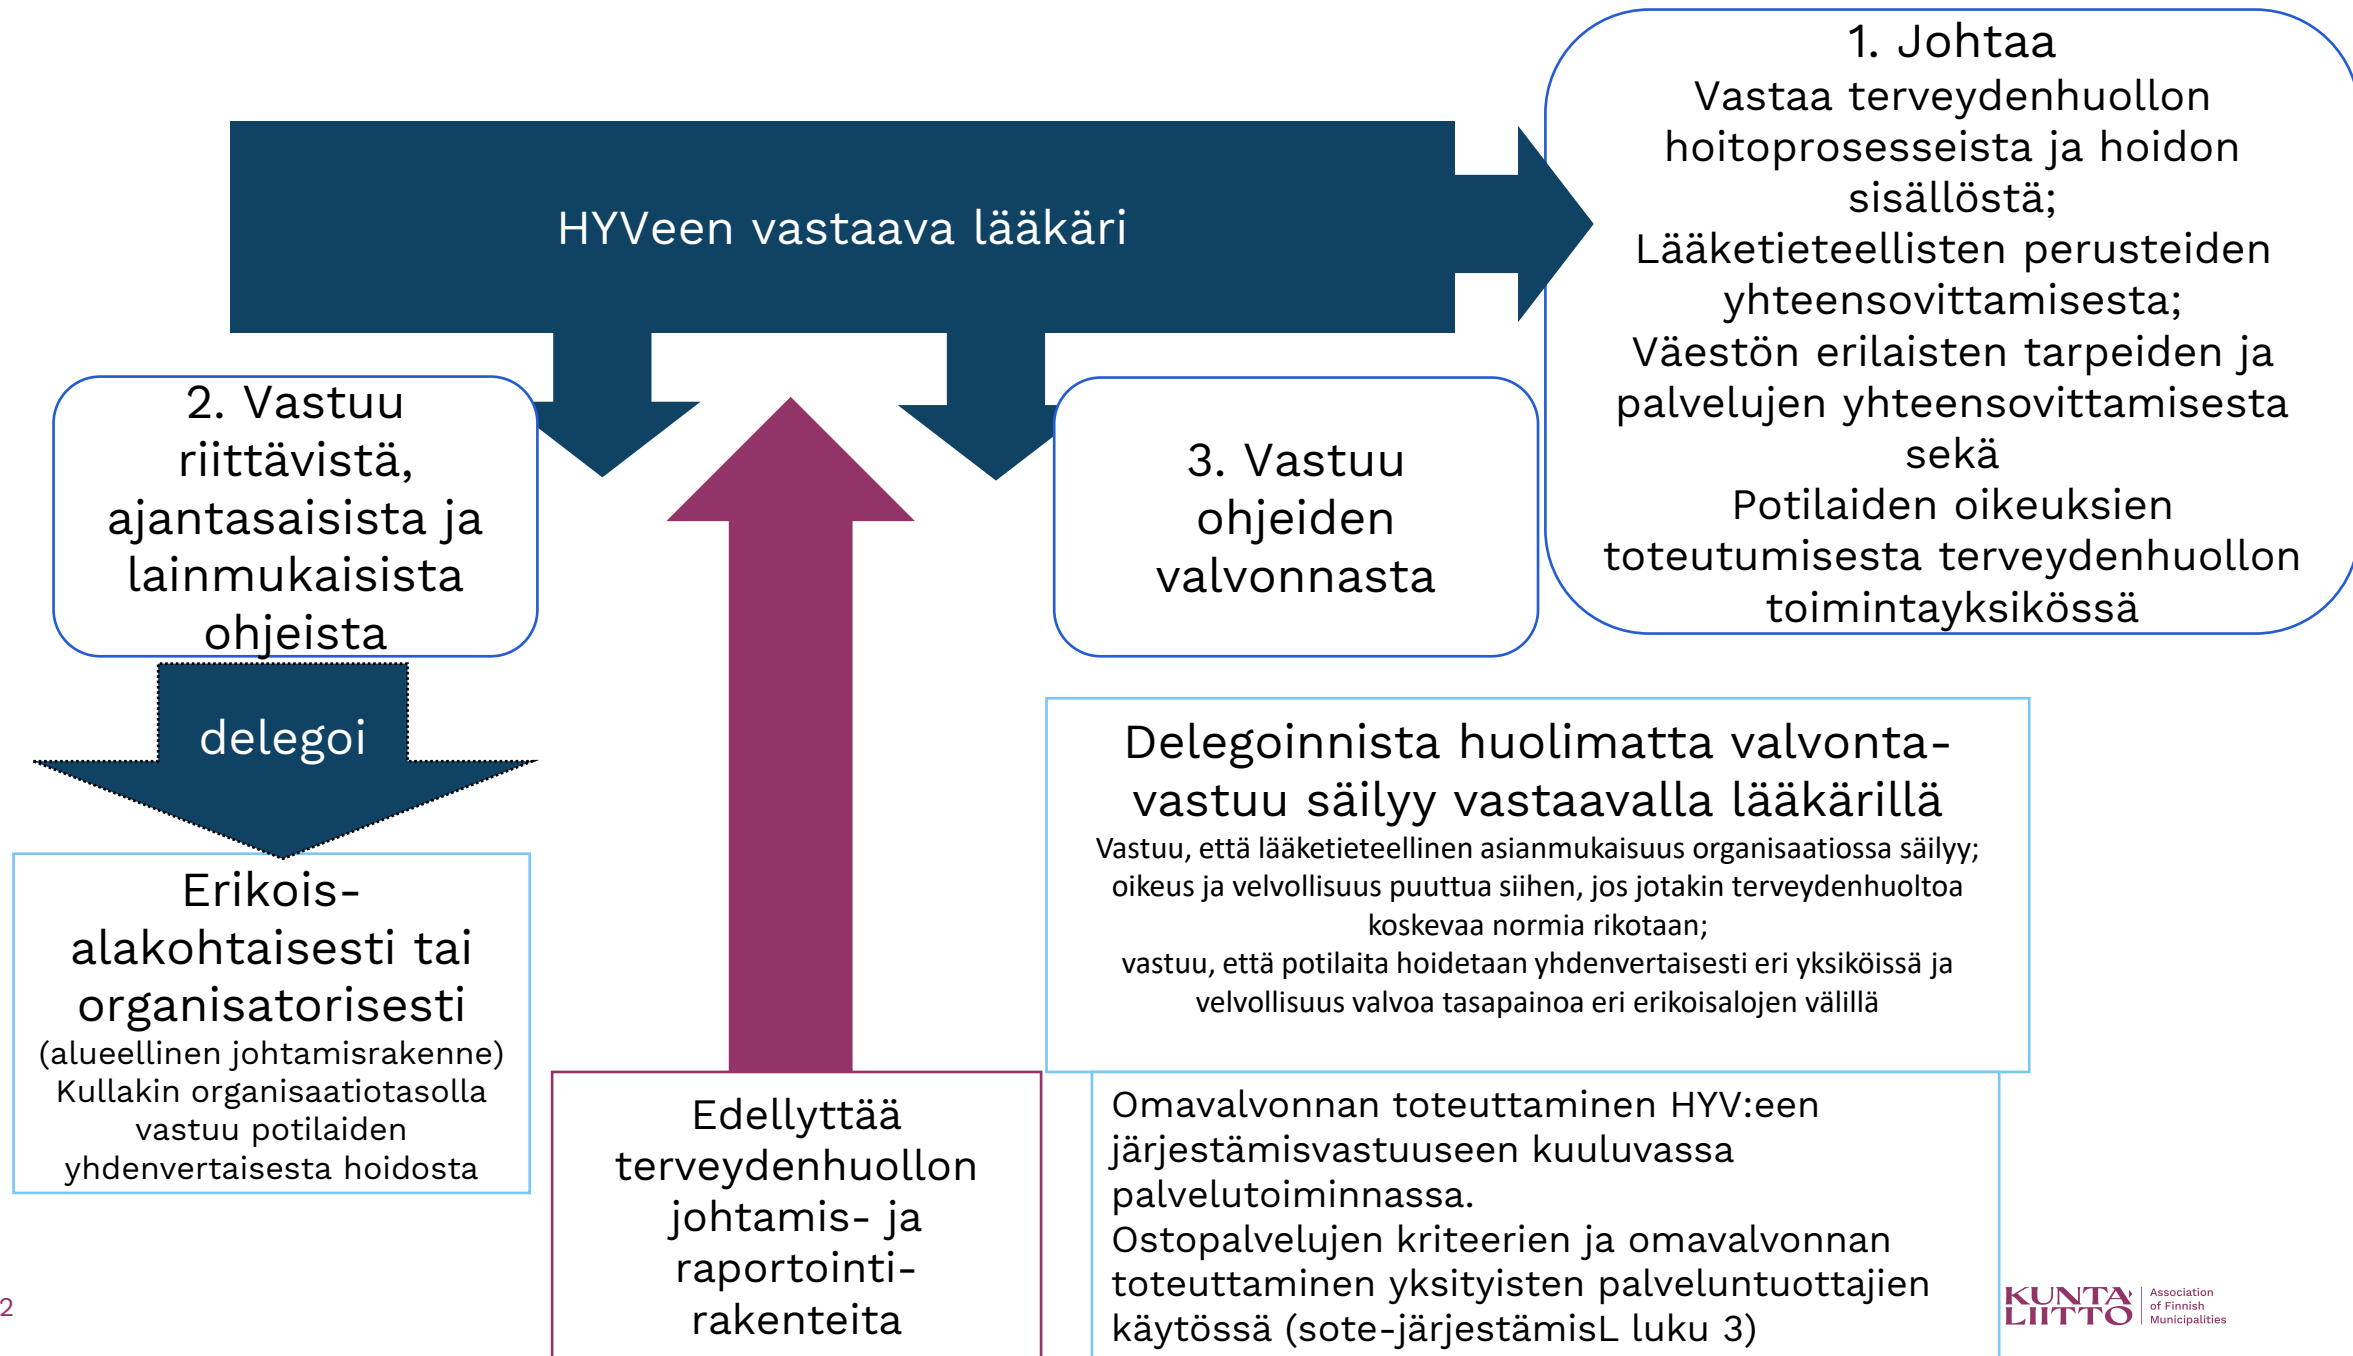 HYVeen vastaava lääkäri
1. Johtaa
Vastaa terveydenhuollon
hoitoprosesseista ja hoidon
sisällöstä;
Lääketieteellisten perusteiden
yhteensovittamisesta;
Väestön erilaisten tarpeiden ja
palvelujen yhteensovittamisesta
sekä
Potilaiden oikeuksien
toteutumisesta terveydenhuollon
toimintayksikössä
2. Vastuu
riittävistä,
ajantasaisista ja
lainmukaisista
ohjeista
3. Vastuu
ohjeiden
valvonnasta
delegoi
Erikois-
alakohtaisesti tai
organisatorisesti
(alueellinen johtamisrakenne)
Kullakin organisaatiotasolla
vastuu potilaiden
yhdenvertaisesta hoidosta
Edellyttää
terveydenhuollon
johtamis- ja
raportointi-
rakenteita
Delegoinnista huolimatta valvonta-
vastuu säilyy vastaavalla lääkärillä
Vastuu, että lääketieteellinen asianmukaisuus organisaatiossa säilyy;
oikeus ja velvollisuus puuttua siihen, jos jotakin terveydenhuoltoa
koskevaa normia rikotaan;
vastuu, että potilaita hoidetaan yhdenvertaisesti eri yksiköissä ja
velvollisuus valvoa tasapainoa eri erikoisalojen välillä
Omavalvonnan toteuttaminen HYV:een
järjestämisvastuuseen kuuluvassa
palvelutoiminnassa.
Ostopalvelujen kriteerien ja omavalvonnan
toteuttaminen yksityisten palveluntuottajien
käytössä (sote-järjestämisL luku 3)
2
KUNTA
LIITTO
Association
of Finnish
Municipalities